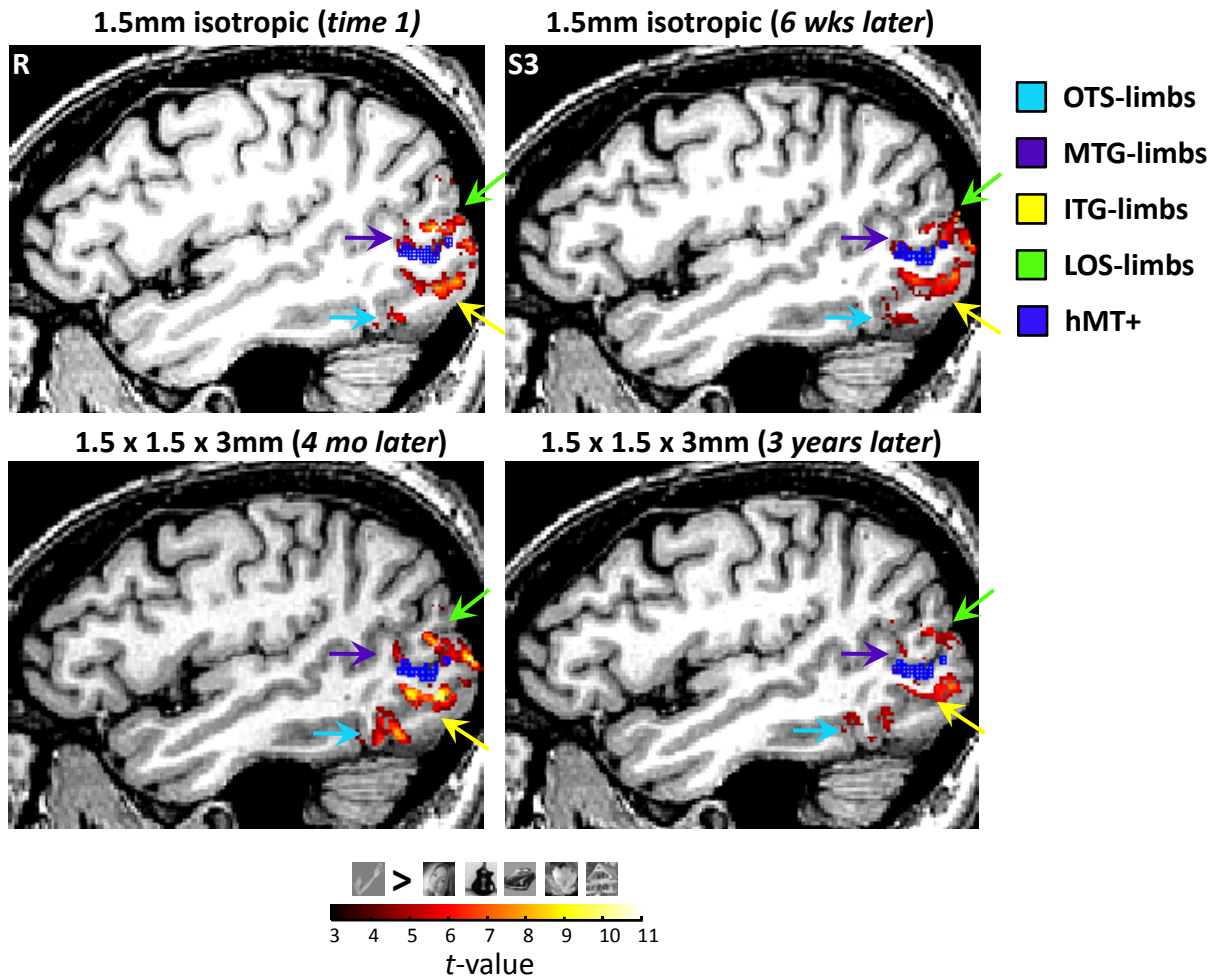 1.5mm isotropic (time 1)
1.5mm isotropic (6 wks later)
R
S3
OTS-limbs
MTG-limbs
ITG-limbs
LOS-limbs
hMT+
1.5 x 1.5 x 3mm (4 mo later)
1.5 x 1.5 x 3mm (3 years later)
>
3 4 5 6 7 8 9 10 11
t-value